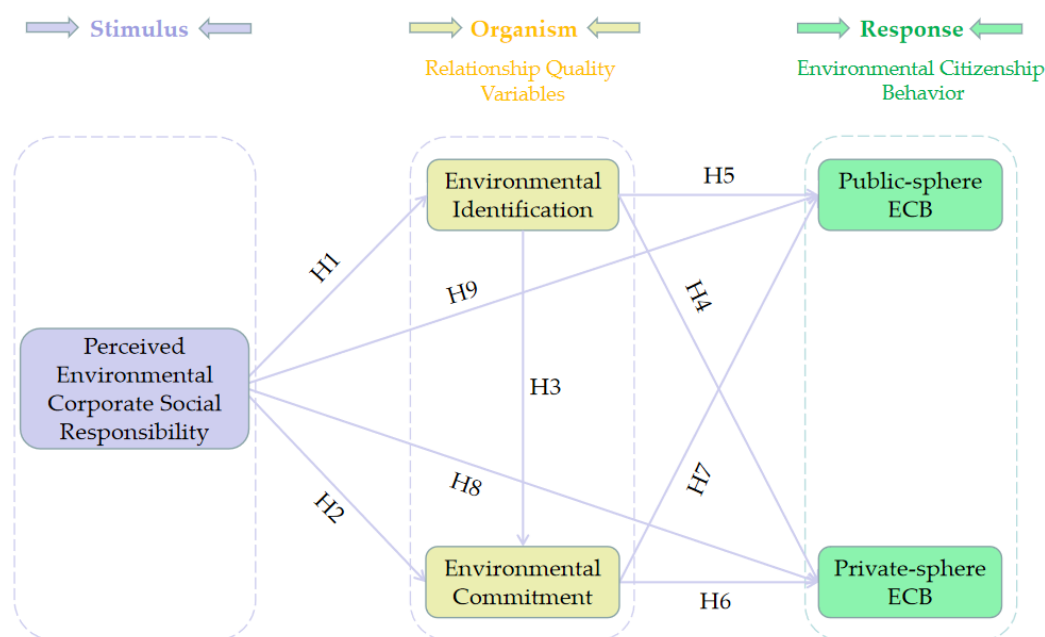 Stimulus
Organism
Response
Relationship Quality
Variables
Environmental Citizenship
Behavior
Environmental
Identification
Public-sphere
ECB
H5
H1
H9
H4
Perceived
Environmental
Corporate Social
Responsibility
H3
H8
H7
H2
Environmental
Commitment
Private-sphere
ECB
H6